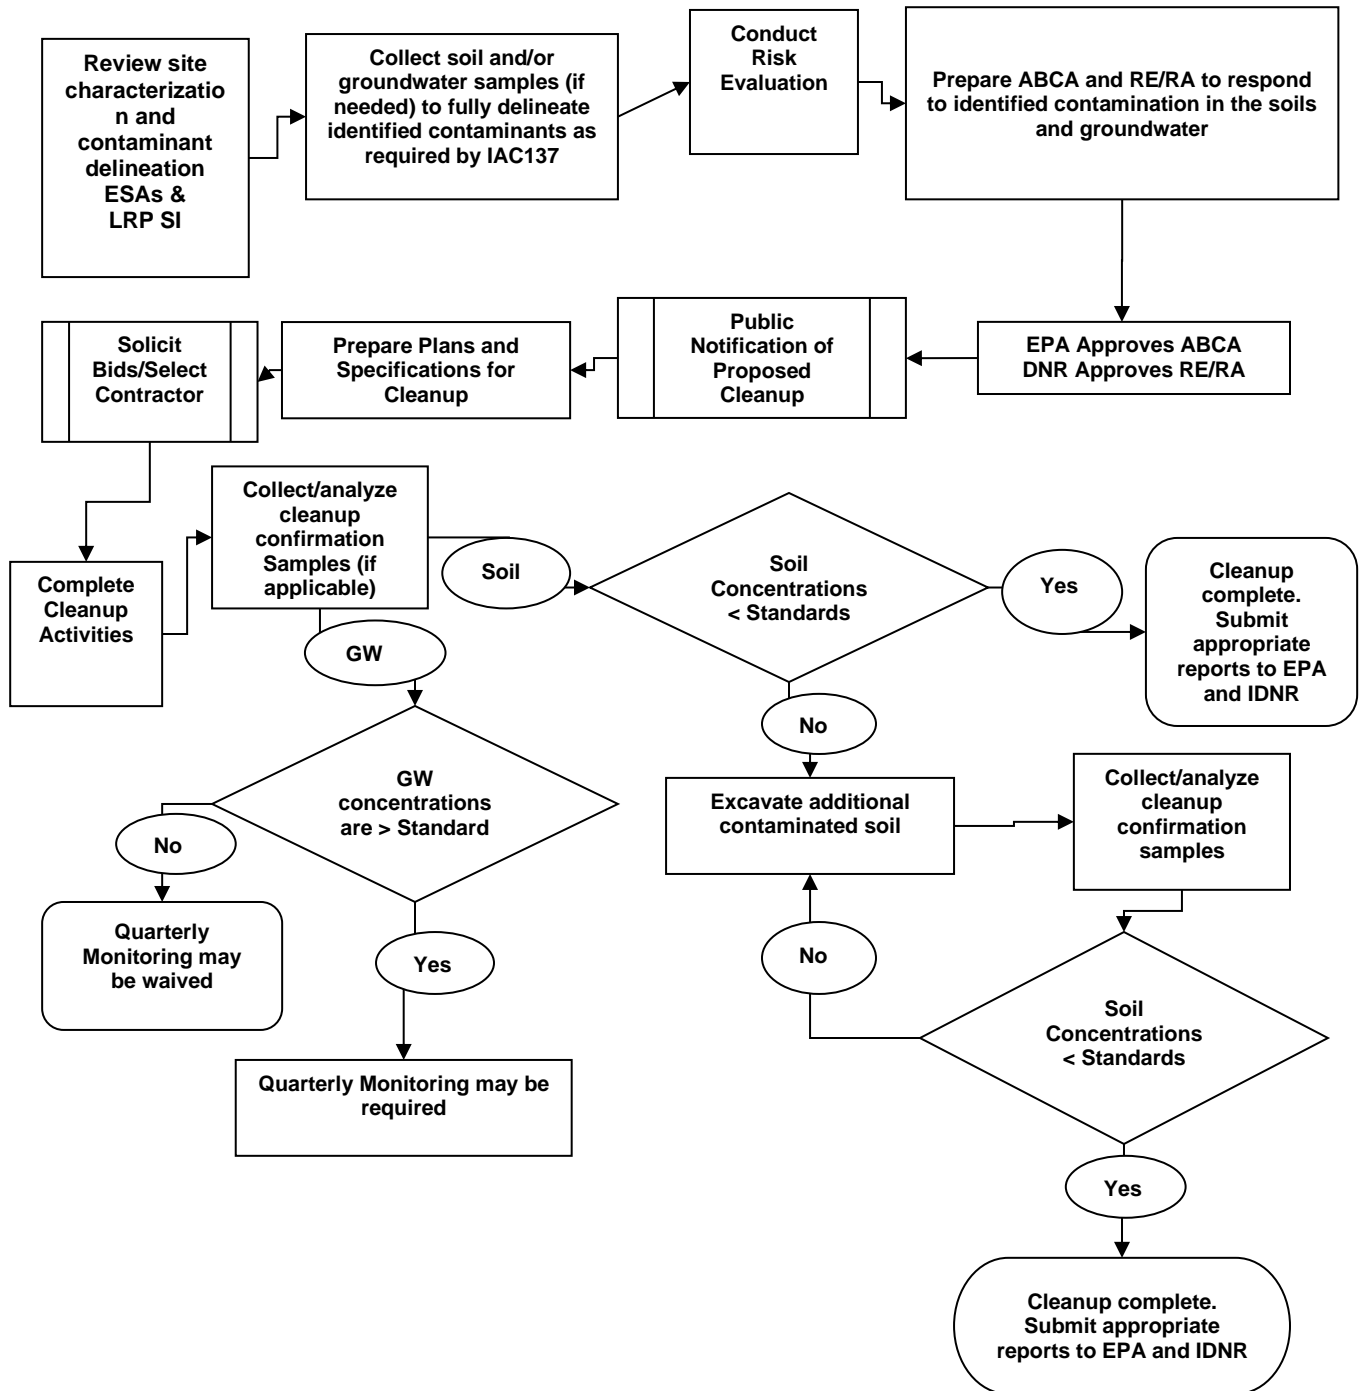 Review site
characterizatio
n and
contaminant
delineation
ESAs &
LRP SI
Collect soil and/or
groundwater samples (if
needed) to fully delineate
identified contaminants as
required by IAC137
Conduct
Risk
Evaluation
Prepare ABCA and RE/RA to respond
to identified contamination in the soils
and groundwater
EPA Approves ABCA
DNR Approves RE/RA
Public
Notification of
Proposed
Cleanup
Prepare Plans and
Specifications for
Cleanup
Solicit
Bids/Select
Contractor
Complete
Cleanup
Activities
Collect/analyze
cleanup
confirmation
Samples (if
applicable)
Soil
Soil
Concentrations
< Standards
Yes
Cleanup
complete.
Submit
appropriate
reports to EPA
and IDNR
GW
GW
concentrations
are > Standard
No
Quarterly
Monitoring may
be waived
Yes
Quarterly Monitoring may be
required
No
Excavate additional
contaminated soil
Collect/analyze
cleanup
confirmation
samples
No
Soil
Concentrations
< Standards
Yes
Cleanup complete.
Submit appropriate
reports to EPA and IDNR